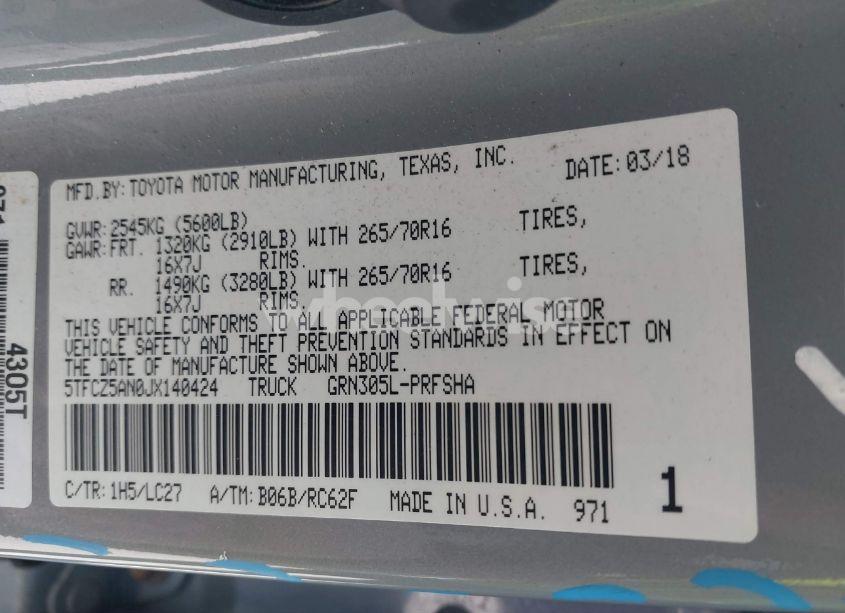 MFD.BY: TOYOTA MOTOR MANUFACTURING, TEXAS, INC. DATE: 03/18
GVWR: 2545KG (5600LB)
GAWR: FRT. 1320KG (2910LB) WITH 265/70R16 TIRES,
16X7J RIMS.
RR. 1490KG (3280LB) WITH 265/70R16 TIRES,
16X7J RIMS.
THIS VEHICLE CONFORMS TO ALL APPLICABLE FEDERAL MOTOR
VEHICLE SAFETY AND THEFT PREVENTION STANDARDS IN EFFECT ON
THE DATE OF MANUFACTURE SHOWN ABOVE.
5TFCZ5AN0JX140424 TRUCK GRN305L-PRFSHA
C/TR: 1H5/LC27 A/TM: B06B/RC62F MADE IN U.S.A. 971 1
4305T